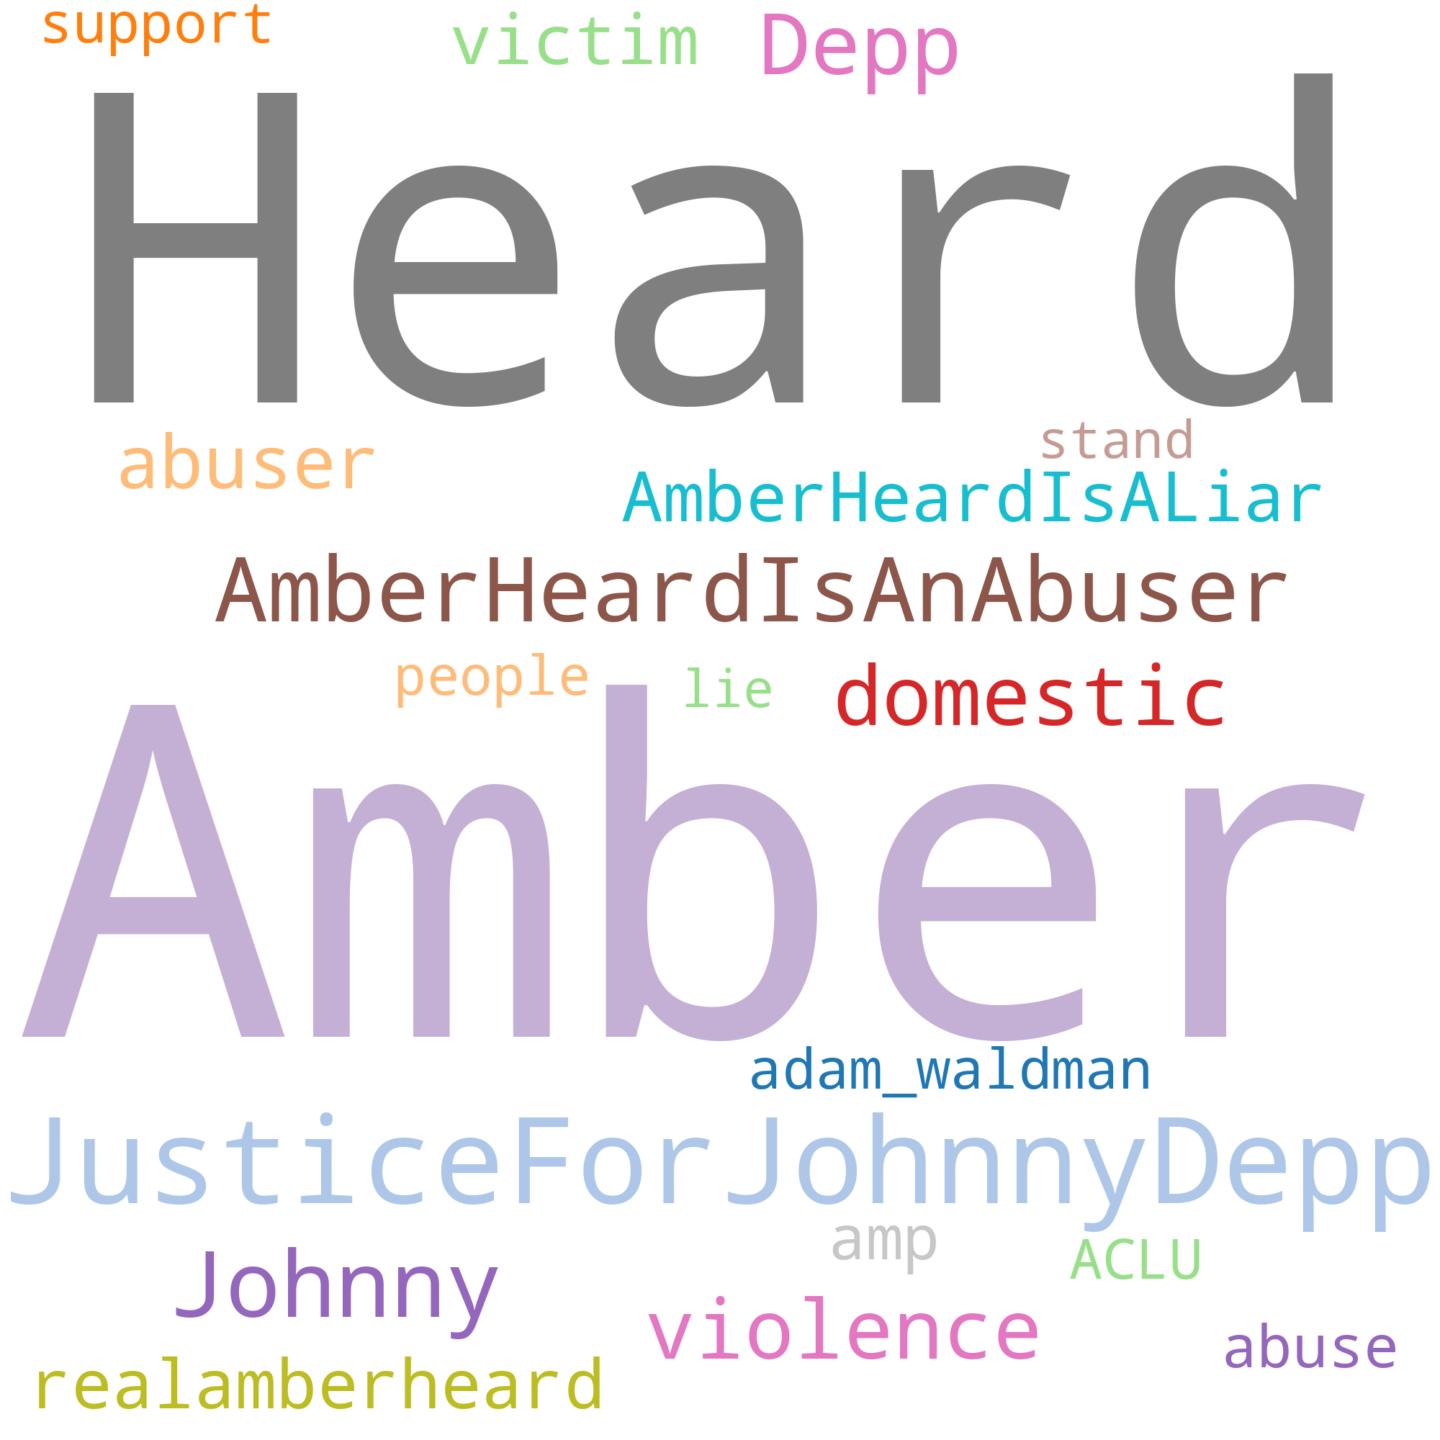 support victim Depp
Heard
abuser stand
AmberHeardIsALiar
AmberHeardIsAnAbuser
people lie domestic
Amber
adam_waldman
JusticeForJohnnyDepp
amp ACLU
Johnny
violence abuse
realamberheard